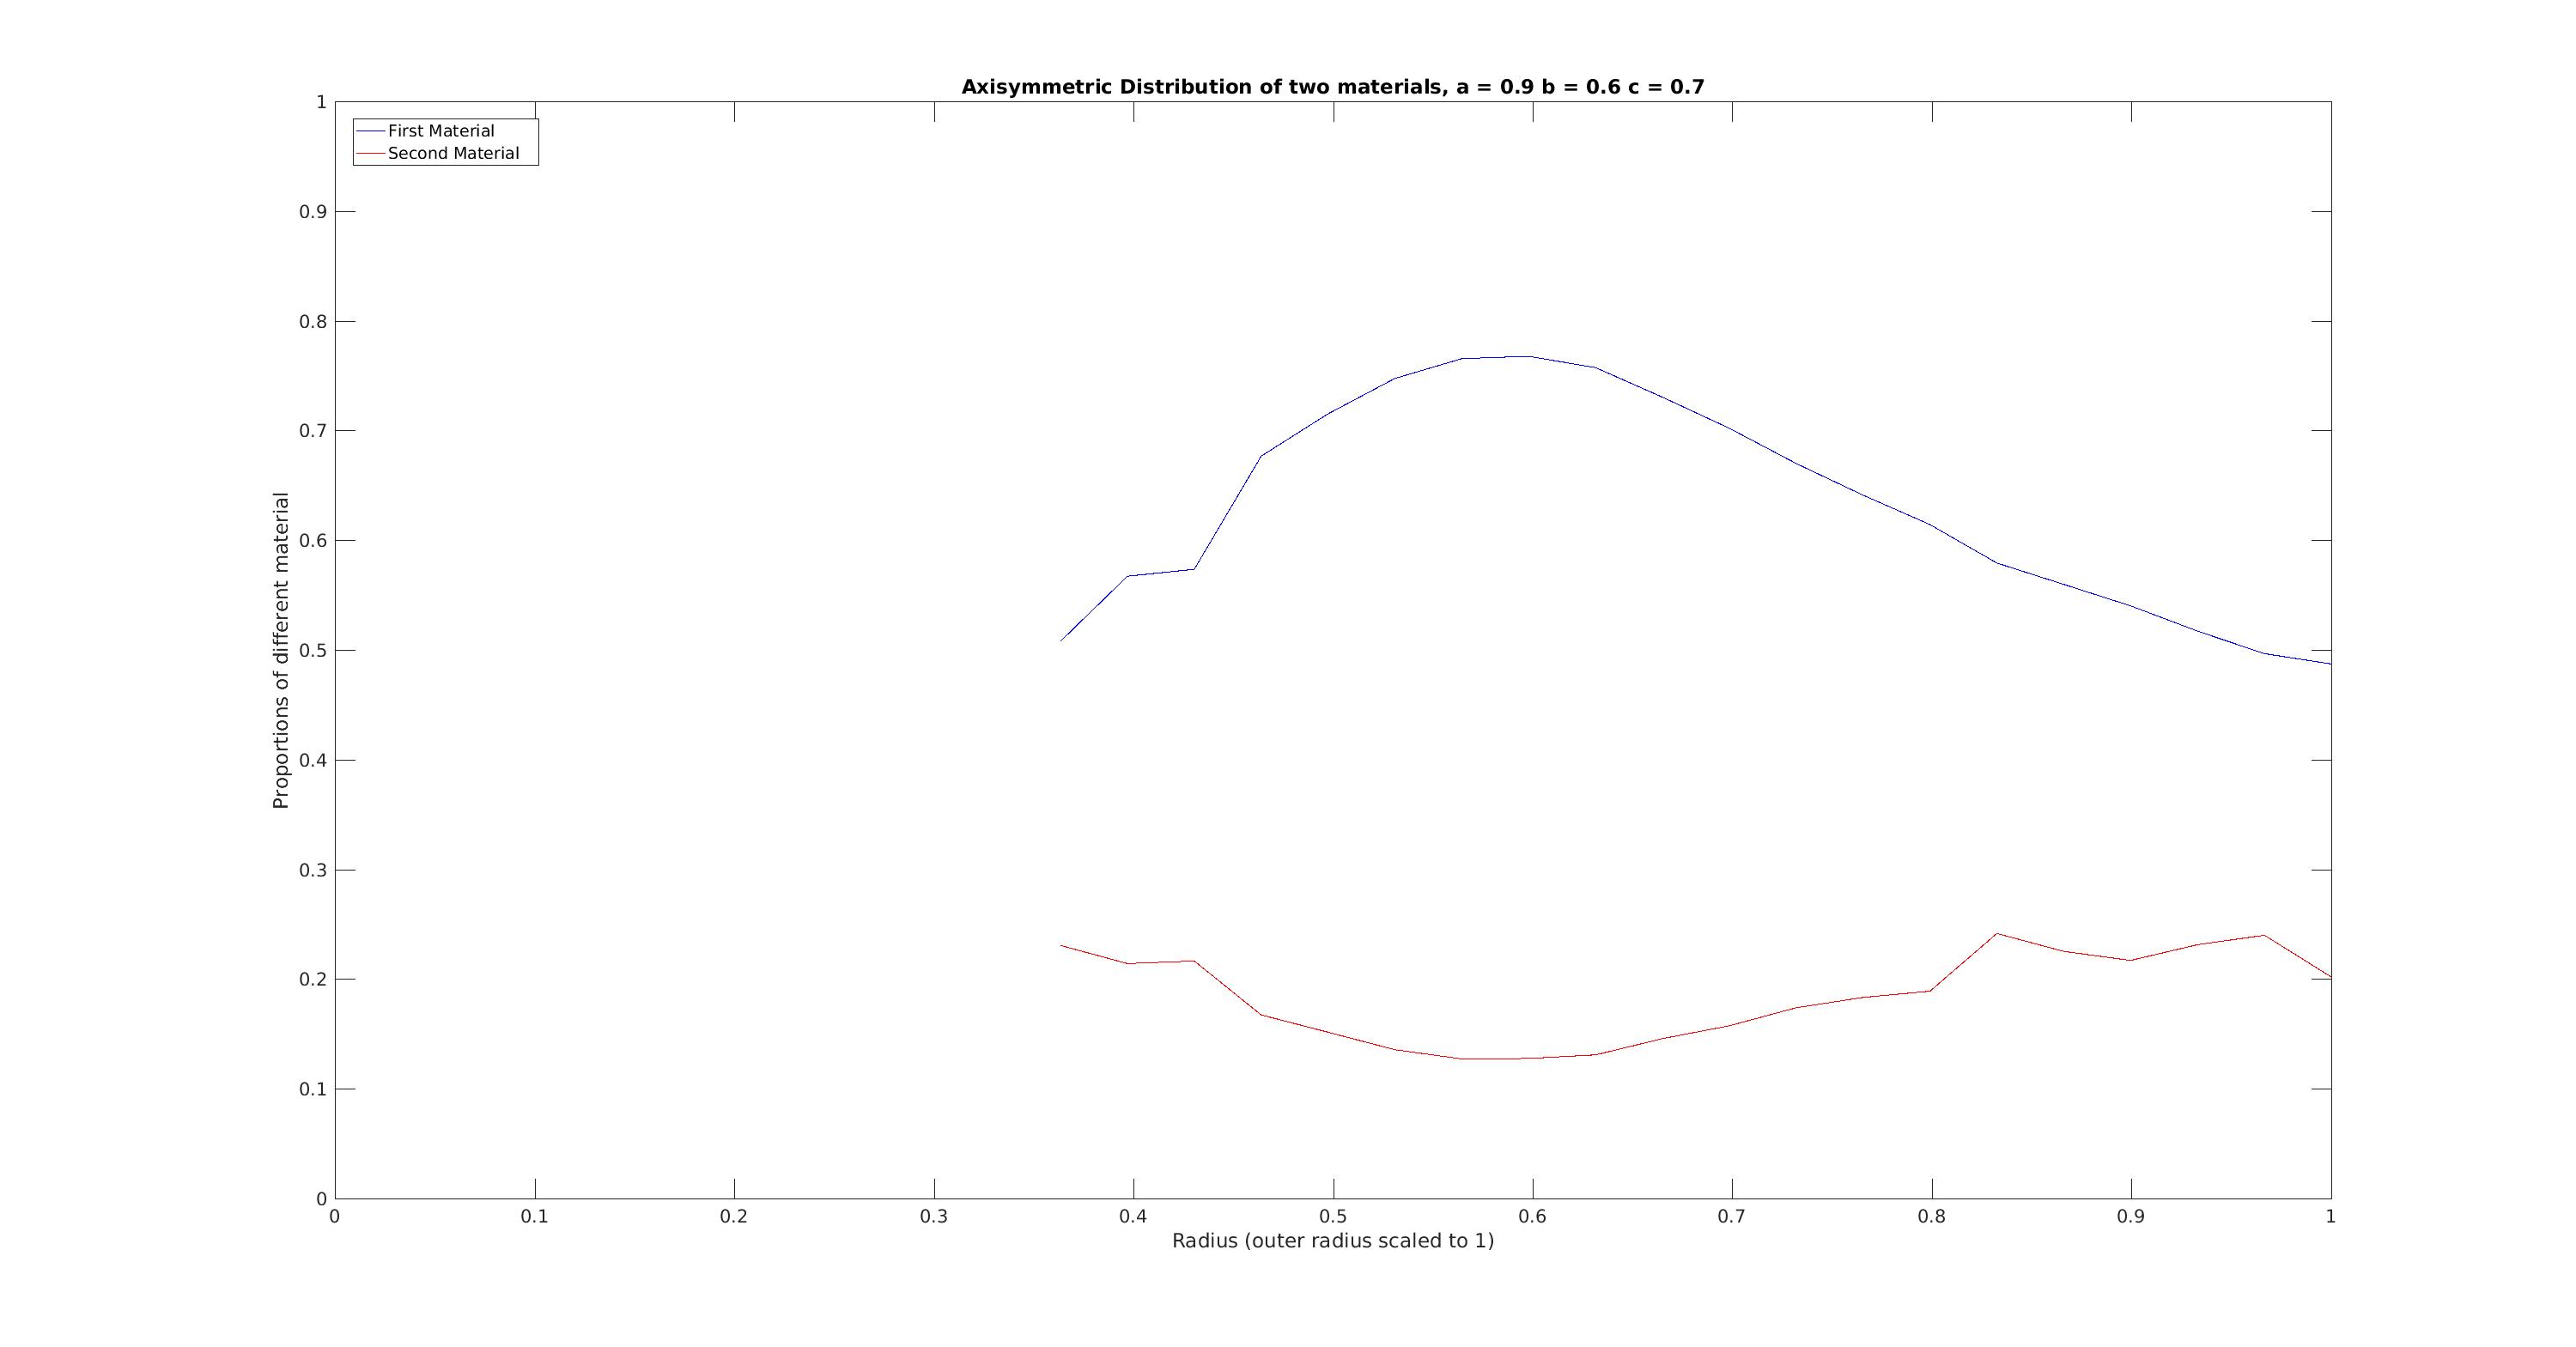 Axisymmetric Distribution of two materials, a = 0.9 b = 0.6 c = 0.7
First Material
Second Material
Proportions of different material
1
0.9
0.8
0.7
0.6
0.5
0.4
0.3
0.2
0.1
0
0 0.1 0.2 0.3 0.4 0.5 0.6 0.7 0.8 0.9 1
Radius (outer radius scaled to 1)